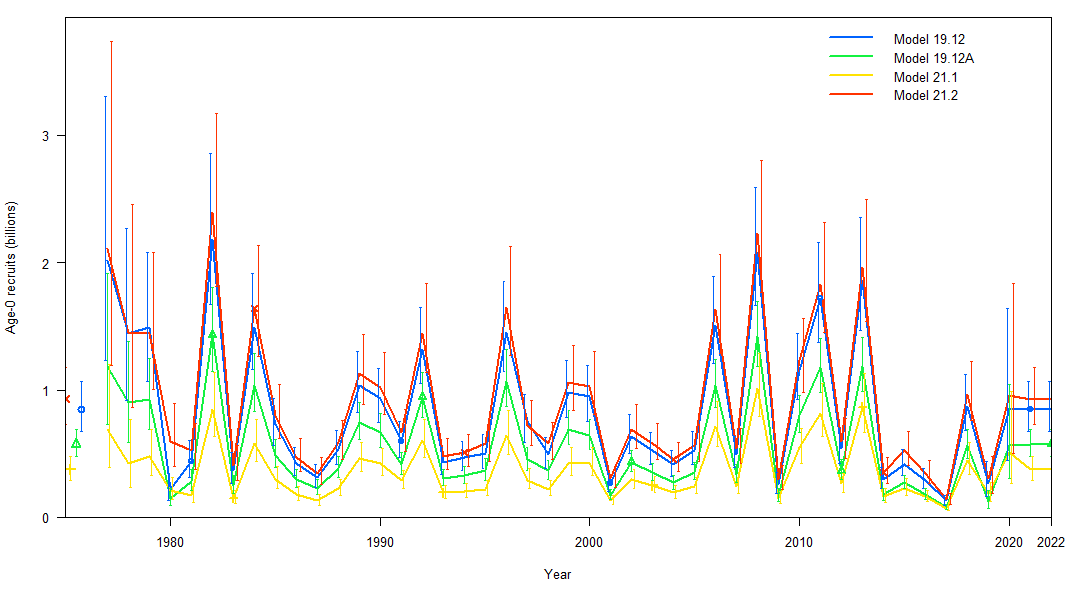 Model 19.12
Model 19.12A
Model 21.1
Model 21.2
Age-0 recruits (billions)
3
2
1
0
1980
1990
2000
2010
2020
2022
Year